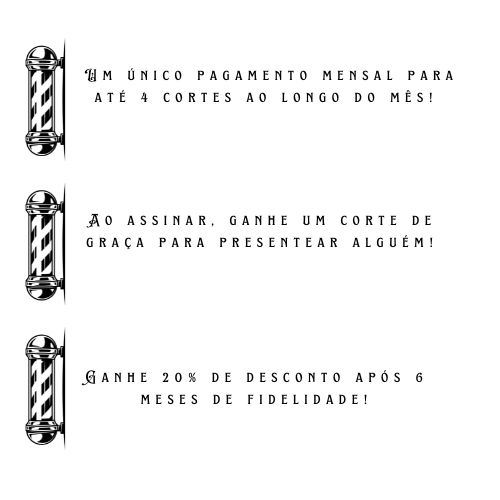 Um único pagamento mensal para
até 4 cortes ao longo do mês!
Ao assinar, ganhe um corte de
graça para presentear alguém!
Ganhe 20% de desconto após 6
meses de fidelidade!